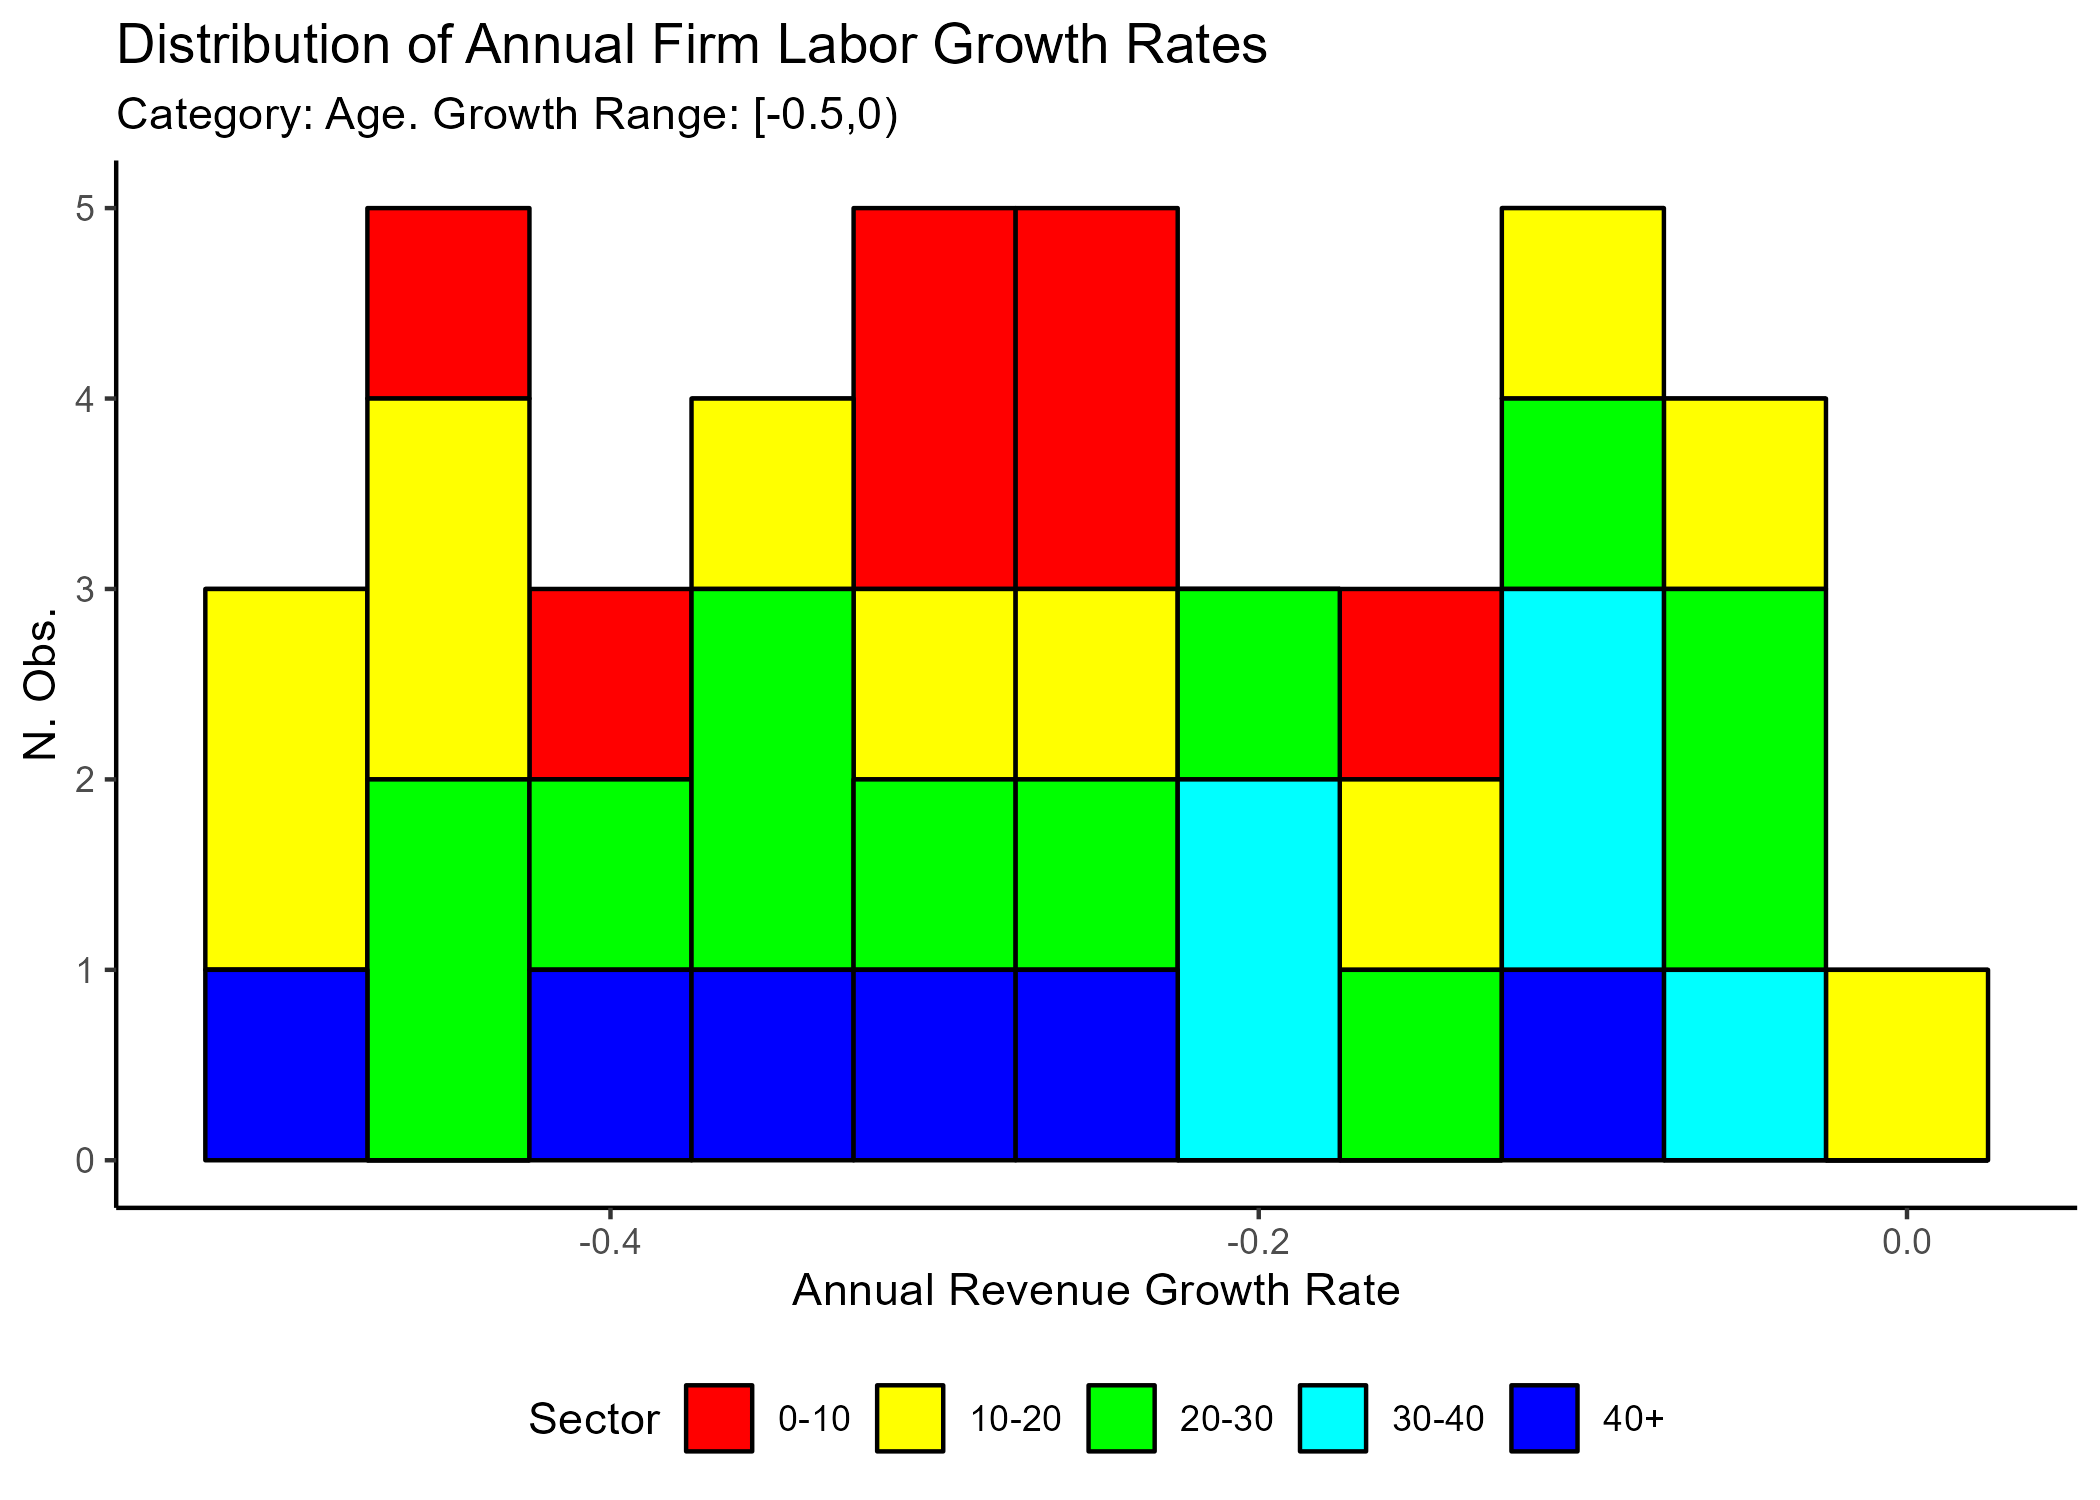 Distribution of Annual Firm Labor Growth Rates
Category: Age. Growth Range: [-0.5,0)
N. Obs.
5
4
3
2
1
0
-0.4 -0.2 0.0
Annual Revenue Growth Rate
Sector 0-10 10-20 20-30 30-40 40+